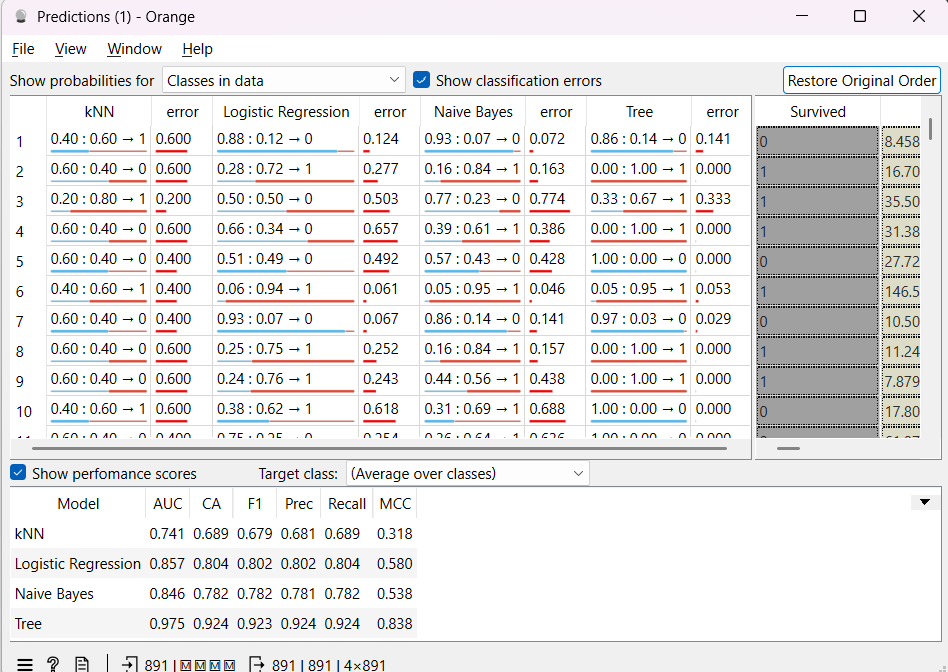 Predictions (1) - Orange
File View Window Help
Show probabilities for Classes in data Show classification errors Restore Original Order
kNN error Logistic Regression error Naive Bayes error Tree error Survived
1 0.40 : 0.60 → 1 0.600 0.88 : 0.12 → 0 0.124 0.93 : 0.07 → 0 0.072 0.86 : 0.14 → 0 0.141 0 8.458
2 0.60 : 0.40 → 0 0.600 0.28 : 0.72 → 1 0.277 0.16 : 0.84 → 1 0.163 0.00 : 1.00 → 1 0.000 1 16.70
3 0.20 : 0.80 → 1 0.200 0.50 : 0.50 → 0 0.503 0.77 : 0.23 → 0 0.774 0.33 : 0.67 → 1 0.333 1 35.50
4 0.60 : 0.40 → 0 0.600 0.66 : 0.34 → 0 0.657 0.39 : 0.61 → 1 0.386 0.00 : 1.00 → 1 0.000 1 31.38
5 0.60 : 0.40 → 0 0.400 0.51 : 0.49 → 0 0.492 0.57 : 0.43 → 0 0.428 1.00 : 0.00 → 0 0.000 0 27.72
6 0.40 : 0.60 → 1 0.400 0.06 : 0.94 → 1 0.061 0.05 : 0.95 → 1 0.046 0.05 : 0.95 → 1 0.053 1 146.5
7 0.60 : 0.40 → 0 0.400 0.93 : 0.07 → 0 0.067 0.86 : 0.14 → 0 0.141 0.97 : 0.03 → 0 0.029 0 10.50
8 0.60 : 0.40 → 0 0.600 0.25 : 0.75 → 1 0.252 0.16 : 0.84 → 1 0.157 0.00 : 1.00 → 1 0.000 1 11.24
9 0.60 : 0.40 → 0 0.600 0.24 : 0.76 → 1 0.243 0.44 : 0.56 → 1 0.438 0.00 : 1.00 → 1 0.000 1 7.879
10 0.40 : 0.60 → 1 0.600 0.38 : 0.62 → 1 0.618 0.31 : 0.69 → 1 0.688 1.00 : 0.00 → 0 0.000 0 17.80
Show perfomance scores Target class: (Average over classes)
Model AUC CA F1 Prec Recall MCC
kNN 0.741 0.689 0.679 0.681 0.689 0.318
Logistic Regression 0.857 0.804 0.802 0.802 0.804 0.580
Naive Bayes 0.846 0.782 0.782 0.781 0.782 0.538
Tree 0.975 0.924 0.923 0.924 0.924 0.838
891 | M M M M 891 | 891 | 4×891